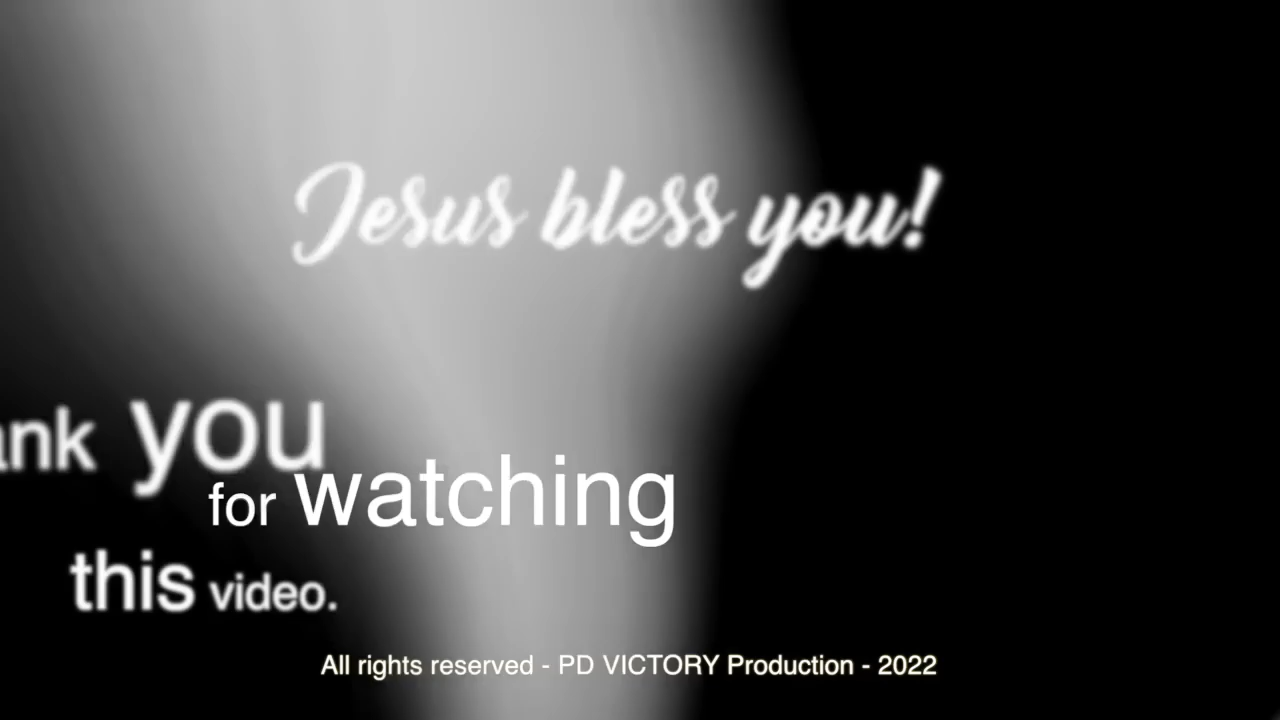 Jesus bless you!
ank you
for watching
this video.
All rights reserved - PD VICTORY Production - 2022